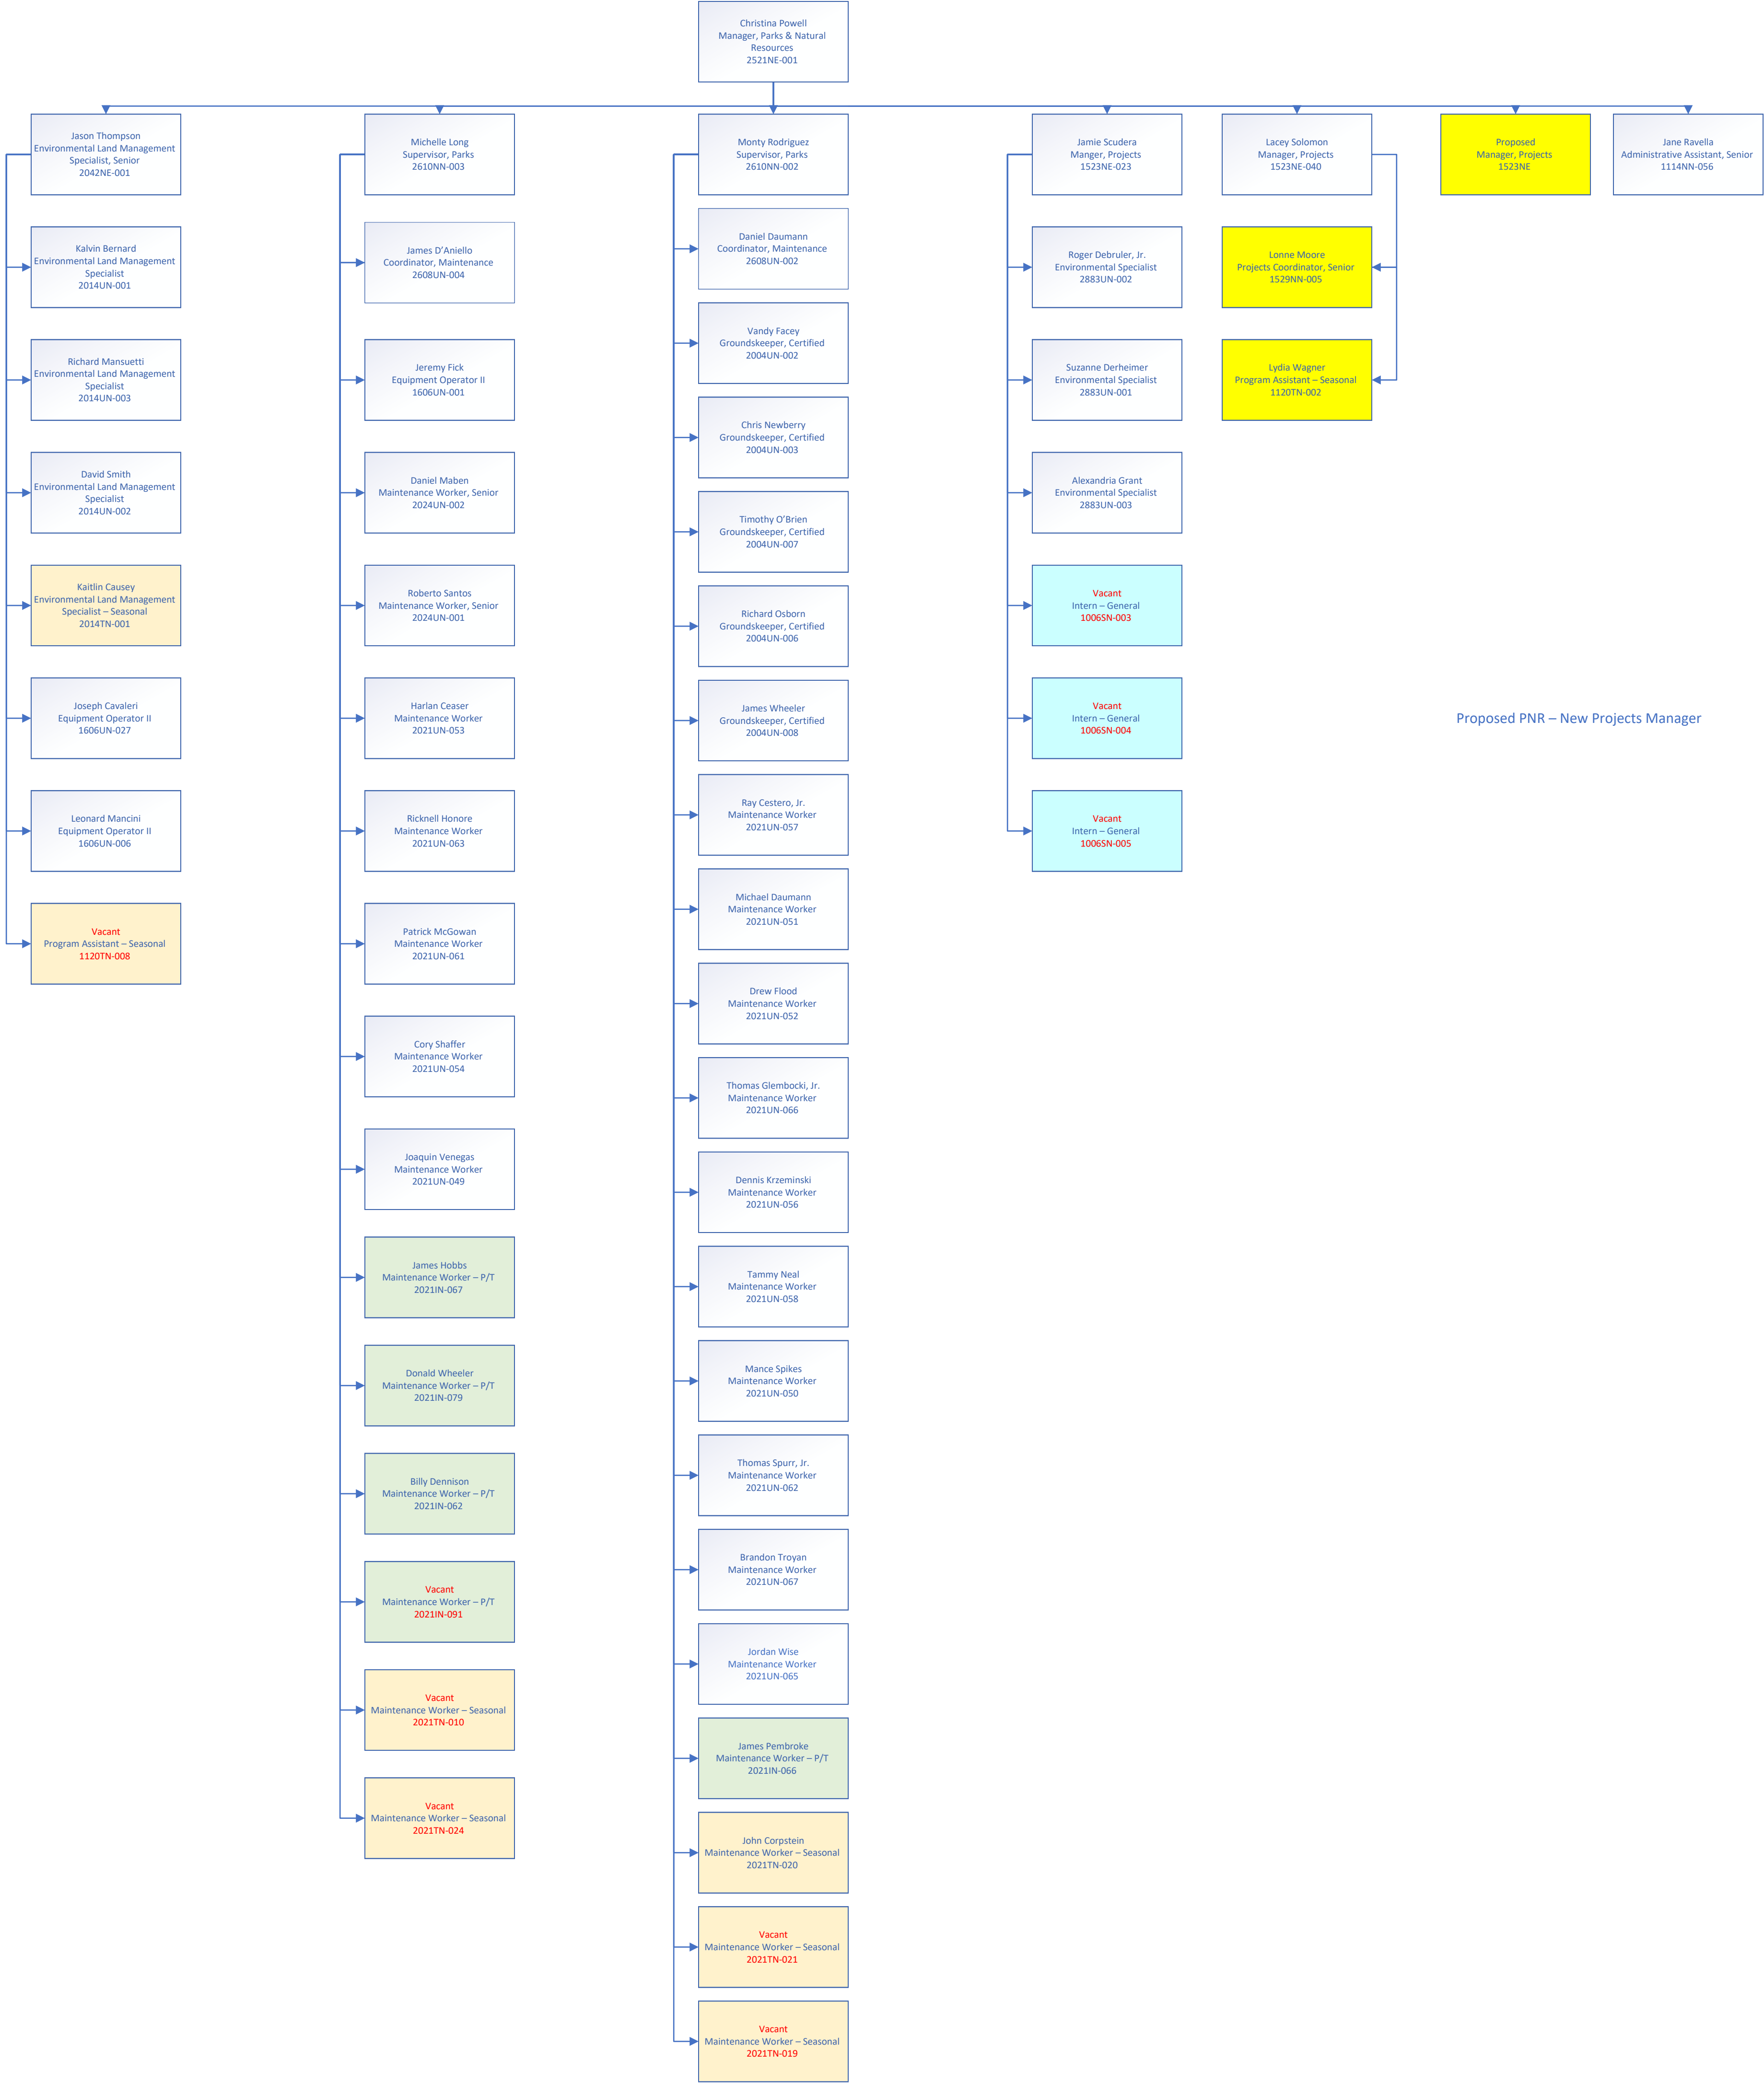 Christina Powell
Manager, Parks & Natural
Resources
2521NE-001
Jason Thompson
Environmental Land Management
Specialist, Senior
2042NE-001
Michelle Long
Supervisor, Parks
2610NN-003
Monty Rodriguez
Supervisor, Parks
2610NN-002
Jamie Scudera
Manger, Projects
1523NE-023
Lacey Solomon
Manager, Projects
1523NE-040
Proposed
Manager, Projects
1523NE
Jane Ravella
Administrative Assistant, Senior
1114NN-056
Kalvin Bernard
Environmental Land Management
Specialist
2014UN-001
Richard Mansuetti
Environmental Land Management
Specialist
2014UN-003
David Smith
Environmental Land Management
Specialist
2014UN-002
Kaitlin Causey
Environmental Land Management
Specialist – Seasonal
2014TN-001
Joseph Cavaleri
Equipment Operator II
1606UN-027
Leonard Mancini
Equipment Operator II
1606UN-006
Vacant
Program Assistant – Seasonal
1120TN-008
James D’Aniello
Coordinator, Maintenance
2608UN-004
Jeremy Fick
Equipment Operator II
1606UN-001
Daniel Maben
Maintenance Worker, Senior
2024UN-002
Roberto Santos
Maintenance Worker, Senior
2024UN-001
Harlan Ceaser
Maintenance Worker
2021UN-053
Ricknell Honore
Maintenance Worker
2021UN-063
Patrick McGowan
Maintenance Worker
2021UN-061
Cory Shaffer
Maintenance Worker
2021UN-054
Joaquin Venegas
Maintenance Worker
2021UN-049
James Hobbs
Maintenance Worker – P/T
2021IN-067
Donald Wheeler
Maintenance Worker – P/T
2021IN-079
Billy Dennison
Maintenance Worker – P/T
2021IN-062
Vacant
Maintenance Worker – P/T
2021IN-091
Vacant
Maintenance Worker – Seasonal
2021TN-010
Vacant
Maintenance Worker – Seasonal
2021TN-024
Daniel Daumann
Coordinator, Maintenance
2608UN-002
Vandy Facey
Groundskeeper, Certified
2004UN-002
Chris Newberry
Groundskeeper, Certified
2004UN-003
Timothy O’Brien
Groundskeeper, Certified
2004UN-007
Richard Osborn
Groundskeeper, Certified
2004UN-006
James Wheeler
Groundskeeper, Certified
2004UN-008
Ray Cestero, Jr.
Maintenance Worker
2021UN-057
Michael Daumann
Maintenance Worker
2021UN-051
Drew Flood
Maintenance Worker
2021UN-052
Thomas Glembocki, Jr.
Maintenance Worker
2021UN-066
Dennis Krzeminski
Maintenance Worker
2021UN-056
Tammy Neal
Maintenance Worker
2021UN-058
Mance Spikes
Maintenance Worker
2021UN-050
Thomas Spurr, Jr.
Maintenance Worker
2021UN-062
Brandon Troyan
Maintenance Worker
2021UN-067
Jordan Wise
Maintenance Worker
2021UN-065
James Pembroke
Maintenance Worker – P/T
2021IN-066
John Corpstein
Maintenance Worker – Seasonal
2021TN-020
Vacant
Maintenance Worker – Seasonal
2021TN-021
Vacant
Maintenance Worker – Seasonal
2021TN-019
Roger Debruler, Jr.
Environmental Specialist
2883UN-002
Suzanne Derheimer
Environmental Specialist
2883UN-001
Alexandria Grant
Environmental Specialist
2883UN-003
Vacant
Intern – General
1006SN-003
Vacant
Intern – General
1006SN-004
Vacant
Intern – General
1006SN-005
Lonne Moore
Projects Coordinator, Senior
1529NN-005
Lydia Wagner
Program Assistant – Seasonal
1120TN-002
Proposed PNR – New Projects Manager